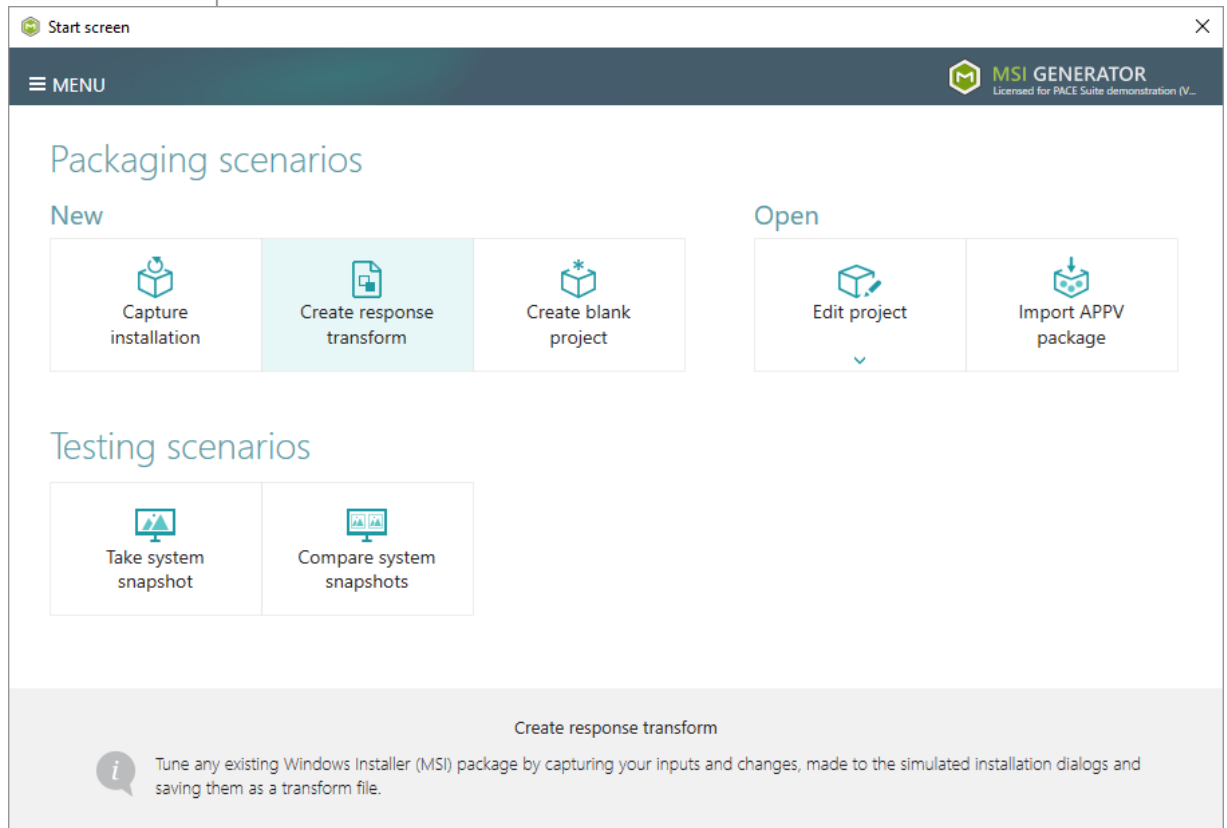 Start screen
MENU
MSI GENERATOR
Licensed for PACE Suite demonstration (V...
Packaging scenarios
New
Open
Capture
installation
Create response
transform
Create blank
project
Edit project
Import APPV
package
Testing scenarios
Take system
snapshot
Compare system
snapshots
Create response transform
Tune any existing Windows Installer (MSI) package by capturing your inputs and changes, made to the simulated installation dialogs and
saving them as a transform file.